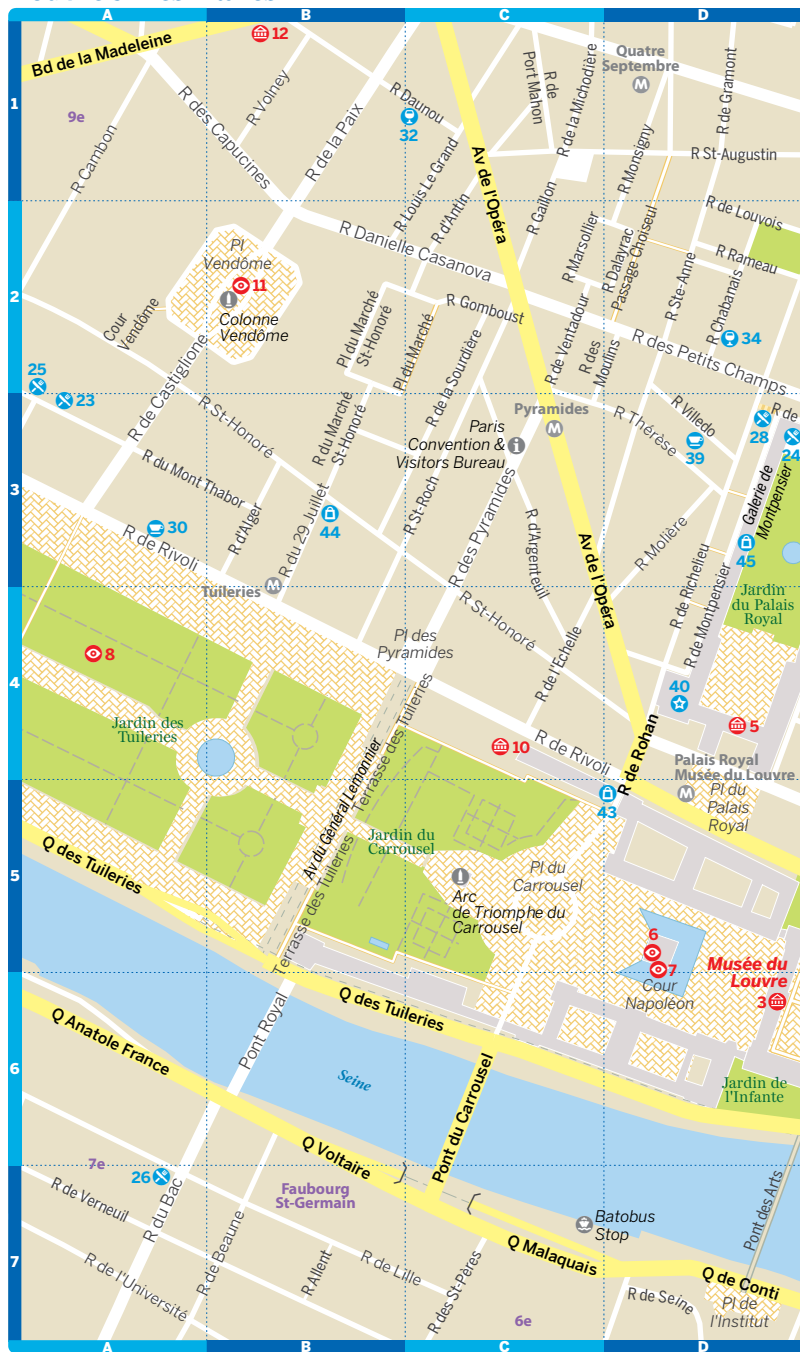 A
B
C
D
12
Bd de la Madeleine
Quatre
Septembre
1
9e
R Volney
R Daunou
32
R de
Port Mahon
R de la Michodière
R de Gramont
R des Capucines
R de la Paix
R Cambon
R Louis Le Grand
R d'Antin
Av de l'Opéra
R Gaillon
R Monsigny
R St-Augustin
R de Louvois
R Danielle Casanova
Pl
Vendôme
11
Colonne
Vendôme
2
Cour
Vendôme
R Marsollier
R Dalayrac
Passage Choiseul
R Ste-Anne
R Rameau
R Chabanais
34
Pl du Marché
St-Honoré
Pl du Marché
R Gomboust
R de la Sourdière
R de Ventadour
R des
Moulins
R des Petits Champs
25
23
R de Castiglione
R St-Honoré
R du Marché
St-Honoré
Pyramides
Paris
Convention &
Visitors Bureau
R Thérèse
R Villedo
39
28
R de
24
3
R du Mont Thabor
R d'Alger
R du 29 Juillet
44
R St-Roch
R des Pyramides
R d'Argenteuil
Av de l'Opéra
R Molière
Galerie de
Montpensier
45
30
R de Rivoli
Tuileries
R de Richelieu
R de Montpensier
Jardin
du Palais
Royal
R St-Honoré
Pl des
Pyramides
R de l'Echelle
4
8
Jardin des
Tuileries
40
5
10
R de Rivoli
R de Rohan
Palais Royal
Musée du Louvre
Pl du
Palais
Royal
43
Av du Général Lemonnier
Terrasse des Tuileries
Terrasse des Tuileries
Jardin du
Carrousel
5
Q des Tuileries
Arc
de Triomphe du
Carrousel
Pl du
Carrousel
6
7
Cour
Napoléon
Musée du
Louvre
3
Q des Tuileries
Q Anatole France
Pont Royal
6
Seine
Pont du Carrousel
Jardin de
l'Infante
Q Voltaire
7e
26
Faubourg
St-Germain
R de Verneuil
R du Bac
R de Beaune
Batobus
Stop
Pont des Arts
7
R de l'Université
R Allent
R de Lille
R des St-Pères
Q Malaquais
Q de Conti
R de Seine
Pl de
l'Institut
6e
A
B
C
D